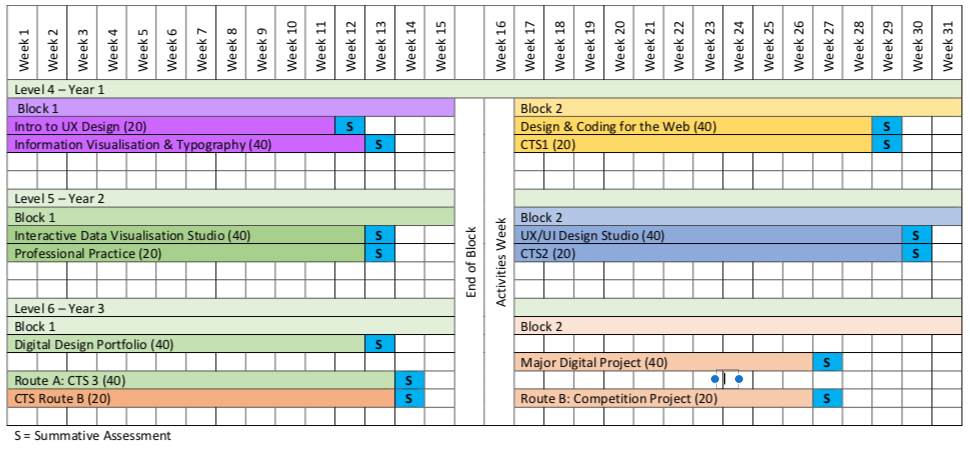 Week 1 Week 2 Week 3 Week 4 Week 5 Week 6 Week 7 Week 8 Week 9 Week 10 Week 11 Week 12 Week 13 Week 14 Week 15 Week 16 Week 17 Week 18 Week 19 Week 20 Week 21 Week 22 Week 23 Week 24 Week 25 Week 26 Week 27 Week 28 Week 29 Week 30 Week 31
Level 4 – Year 1
Block 1 Block 2
Intro to UX Design (20) S Design & Coding for the Web (40) S
Information Visualisation & Typography (40) S CTS1 (20) S
Level 5 – Year 2
Block 1 Block 2
Interactive Data Visualisation Studio (40) S UX/UI Design Studio (40) S
Professional Practice (20) S CTS2 (20) S
End of Block
Activities Week
Level 6 – Year 3
Block 1 Block 2
Digital Design Portfolio (40) S
Major Digital Project (40) S
Route A: CTS 3 (40) S
CTS Route B (20) S Route B: Competition Project (20) S
S = Summative Assessment